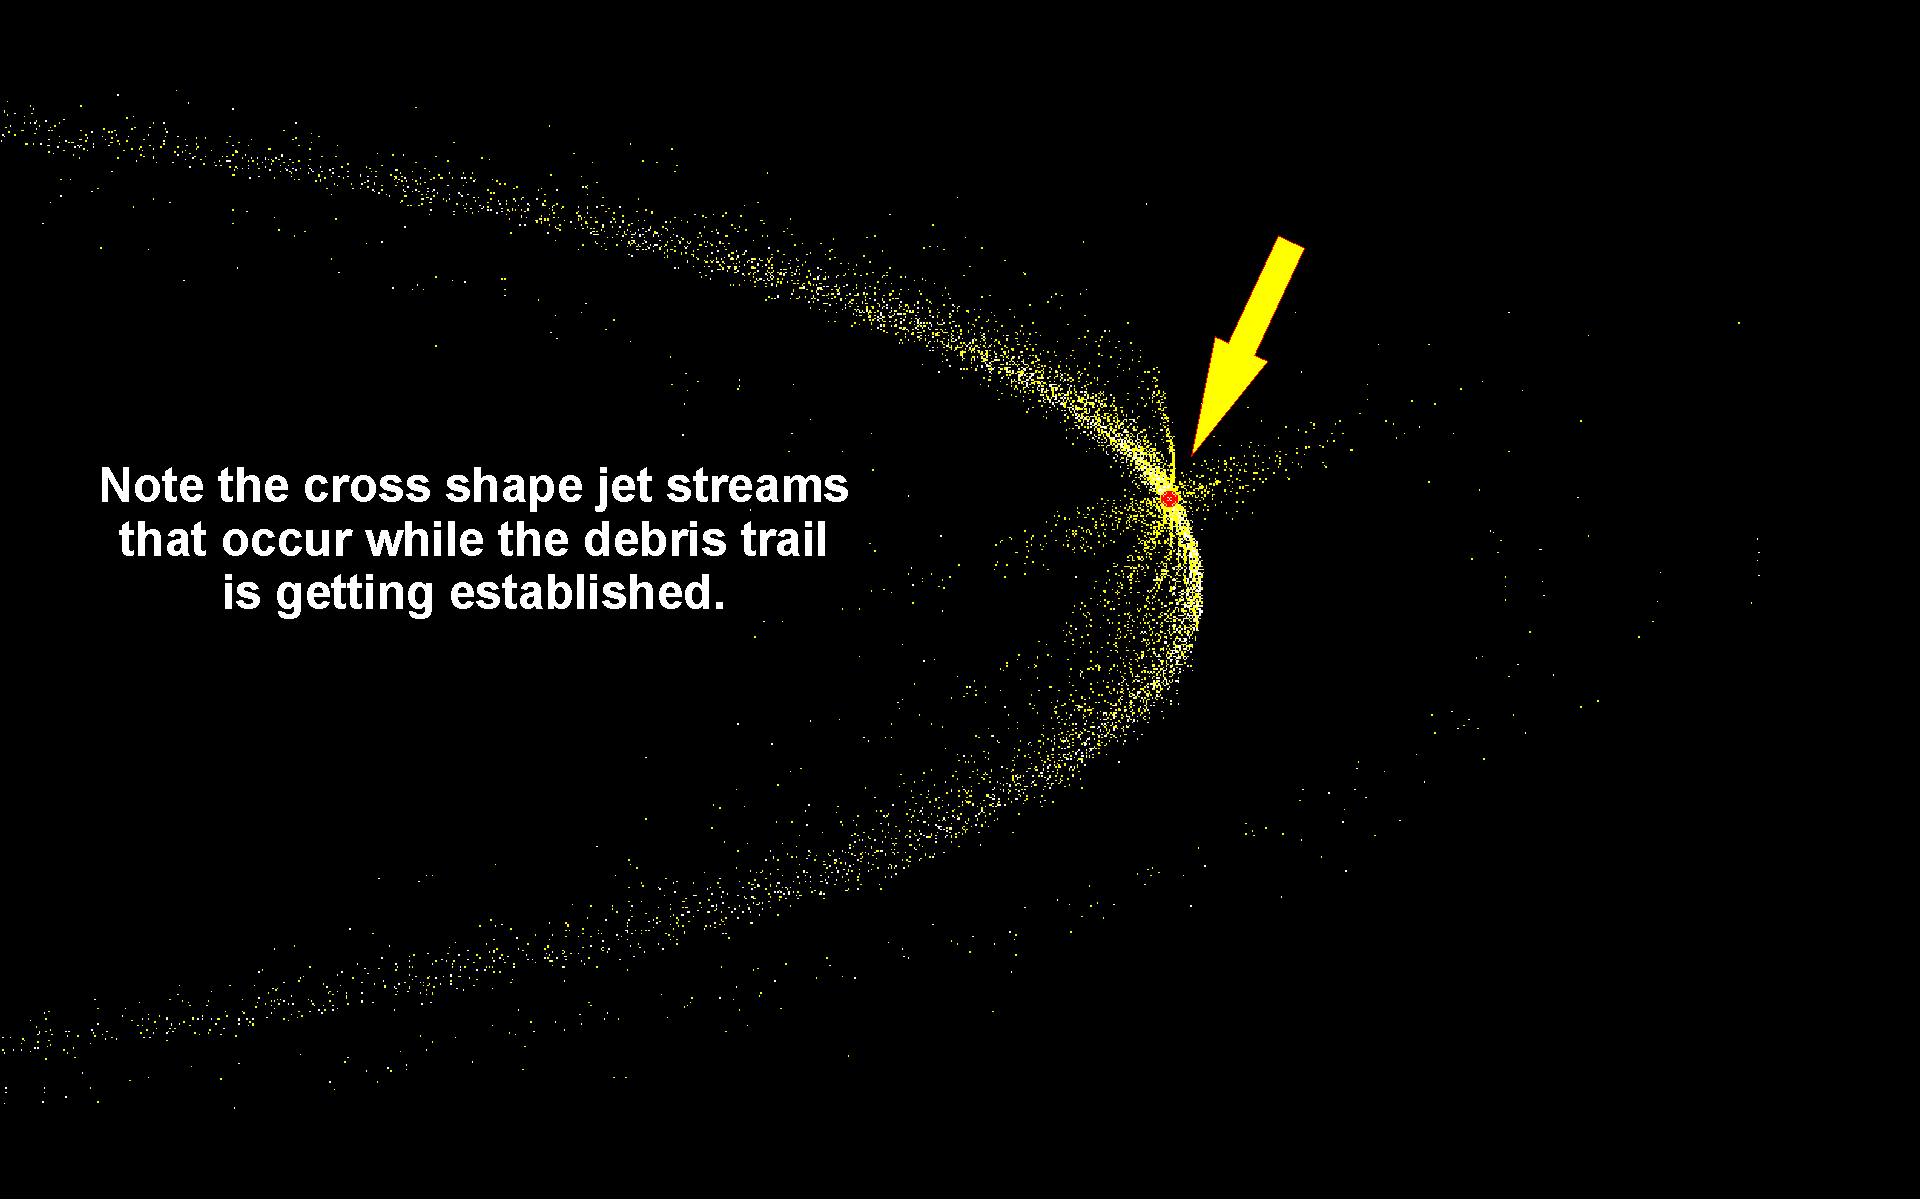 Note the cross shape jet streams
that occur while the debris trail
is getting established.